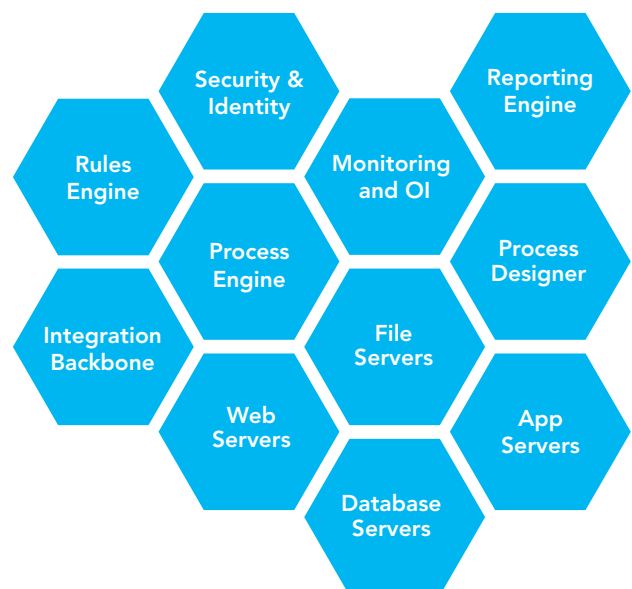 Security &
Identity
Reporting
Engine
Rules
Engine
Monitoring
and OI
Process
Engine
Process
Designer
Integration
Backbone
File
Servers
Web
Servers
App
Servers
Database
Servers